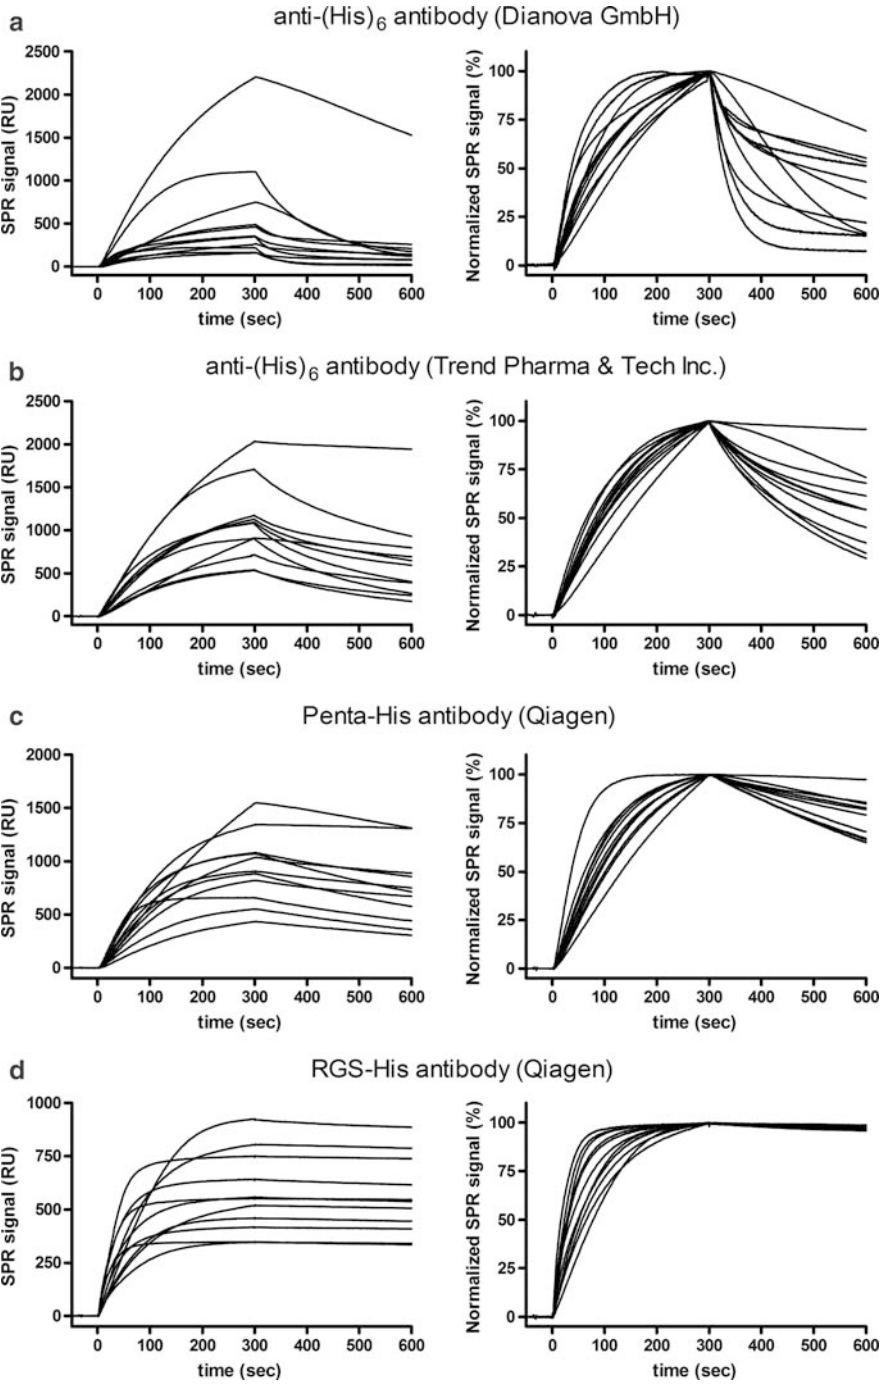 a
anti-(His)6 antibody (Dianova GmbH)
SPR signal (RU)
2500
2000
1500
1000
500
0
0 100 200 300 400 500 600
time (sec)
Normalized SPR signal (%)
100
75
50
25
0
0 100 200 300 400 500 600
time (sec)
b
anti-(His)6 antibody (Trend Pharma & Tech Inc.)
SPR signal (RU)
2500
2000
1500
1000
500
0
0 100 200 300 400 500 600
time (sec)
Normalized SPR signal (%)
100
75
50
25
0
0 100 200 300 400 500 600
time (sec)
c
Penta-His antibody (Qiagen)
SPR signal (RU)
2000
1500
1000
500
0
0 100 200 300 400 500 600
time (sec)
Normalized SPR signal (%)
100
75
50
25
0
0 100 200 300 400 500 600
time (sec)
d
RGS-His antibody (Qiagen)
SPR signal (RU)
1000
750
500
250
0
0 100 200 300 400 500 600
time (sec)
Normalized SPR signal (%)
100
75
50
25
0
0 100 200 300 400 500 600
time (sec)